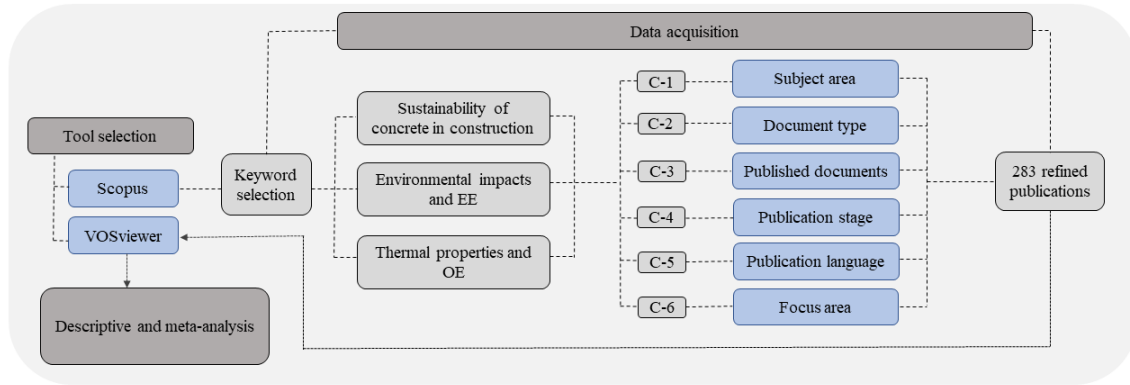 Data acquisition
Tool selection
Scopus
VOSviewer
Descriptive and meta-analysis
Keyword
selection
Sustainability of
concrete in construction
Environmental impacts
and EE
Thermal properties and
OE
C-1
Subject area
C-2
Document type
C-3
Published documents
C-4
Publication stage
C-5
Publication language
C-6
Focus area
283 refined
publications